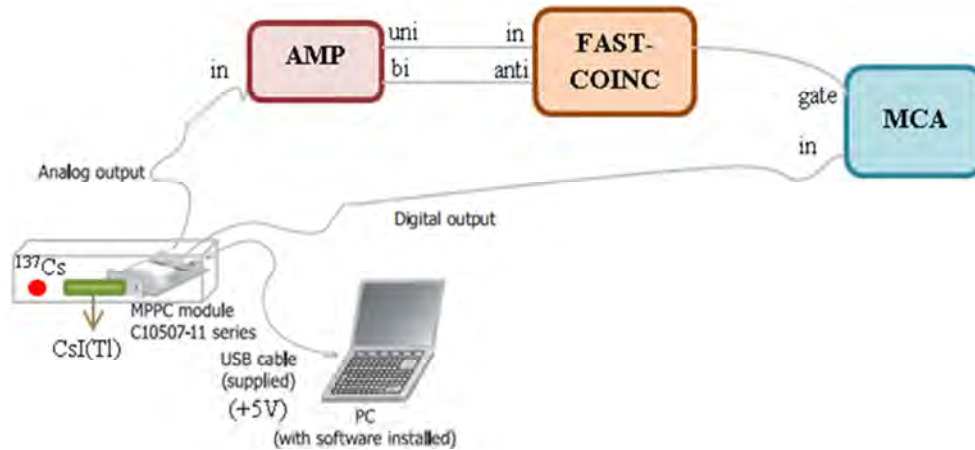 uni
in
FAST-
COINC
in
AMP
bi
anti
gate
MCA
in
Analog output
Digital output
137Cs
MPPC module
C10507-11 series
CsI(Tl)
USB cable
(supplied)
(+5V)
PC
(with software installed)